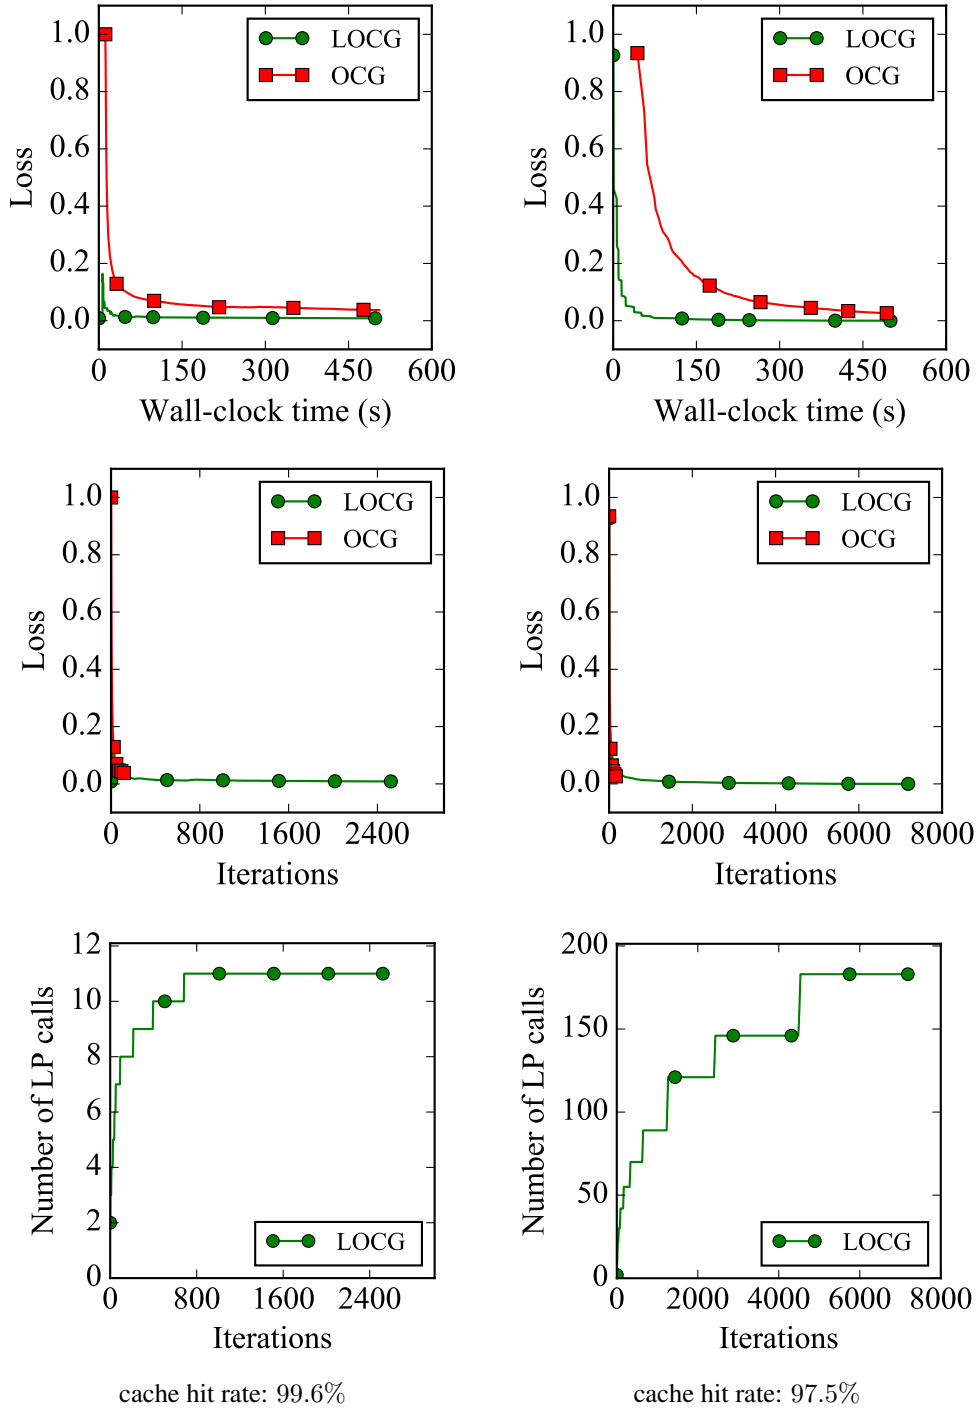 1.0
0.8
0.6
0.4
0.2
0.0
Loss
LOCG
OCG
0 150 300 450 600
Wall-clock time (s)
1.0
0.8
0.6
0.4
0.2
0.0
Loss
LOCG
OCG
0 150 300 450 600
Wall-clock time (s)
1.0
0.8
0.6
0.4
0.2
0.0
Loss
LOCG
OCG
0 800 1600 2400
Iterations
1.0
0.8
0.6
0.4
0.2
0.0
Loss
LOCG
OCG
0 2000 4000 6000 8000
Iterations
12
10
8
6
4
2
0
Number of LP calls
LOCG
0 800 1600 2400
Iterations
200
150
100
50
0
Number of LP calls
LOCG
0 2000 4000 6000 8000
Iterations
cache hit rate: 99.6%
cache hit rate: 97.5%